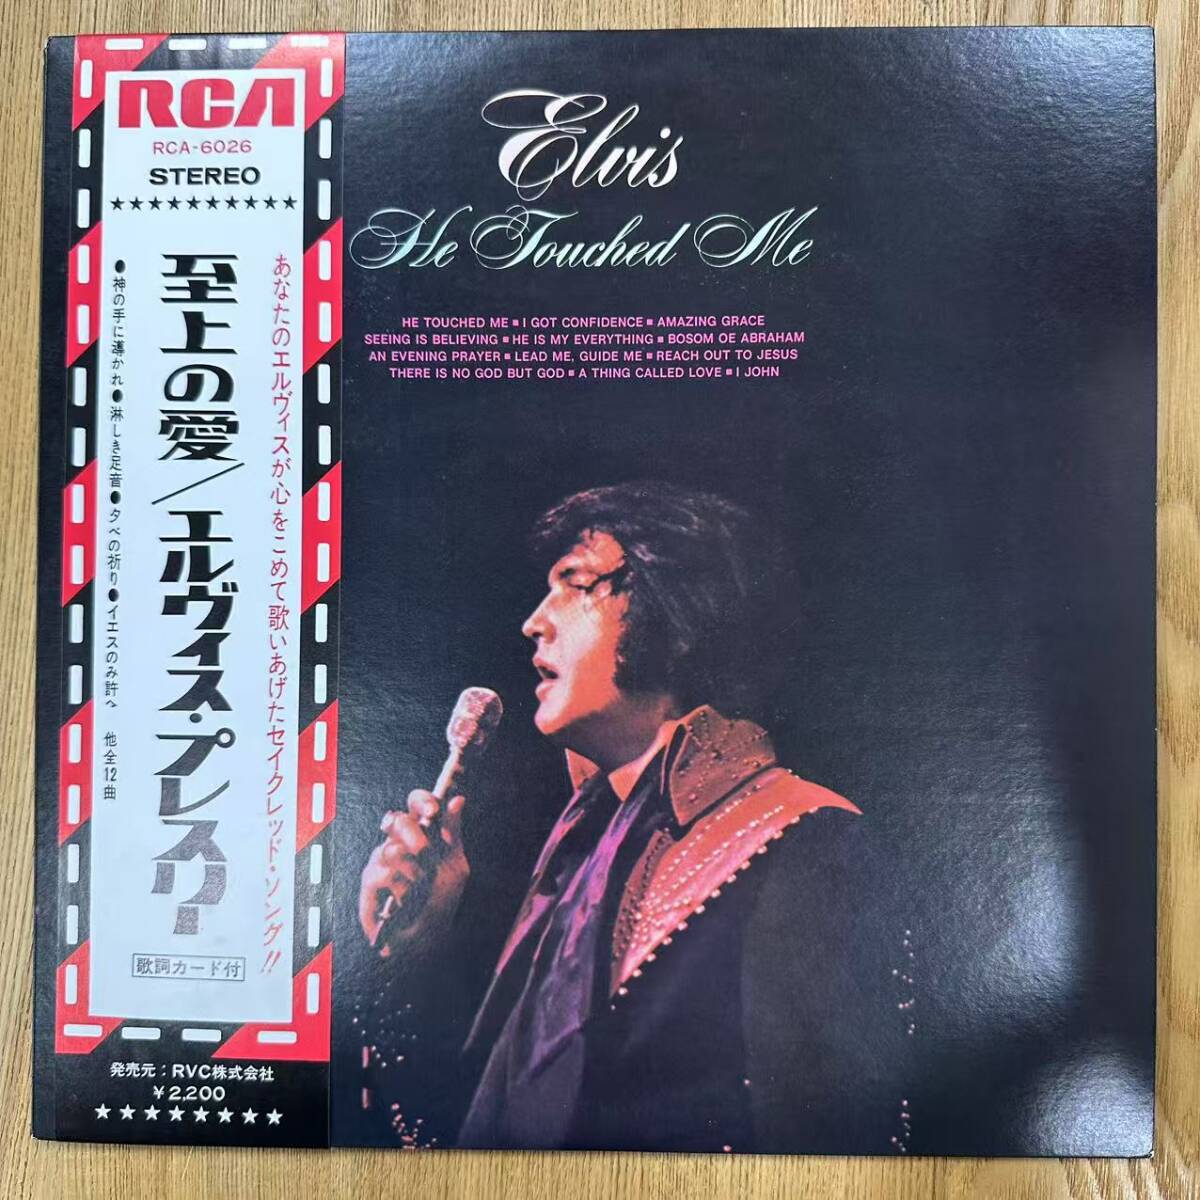 RCA
RCA-6026
STEREO
★★★★★★★★★★
あなたのエルヴィスが心をこめて歌いあげたセイクレッド・ソング!!
至上の愛/エルヴィス・プレスリー
●神の手に導かれ●淋しき足音●夕べの祈り●イエスのみ許へ 他全12曲
歌詞カード付
発売元：RVC株式会社
¥2,200
★★★★★★★★
Elvis
He Touched Me
HE TOUCHED ME ■ I GOT CONFIDENCE ■ AMAZING GRACE
SEEING IS BELIEVING ■ HE IS MY EVERYTHING ■ BOSOM OE ABRAHAM
AN EVENING PRAYER ■ LEAD ME, GUIDE ME ■ REACH OUT TO JESUS
THERE IS NO GOD BUT GOD ■ A THING CALLED LOVE ■ I JOHN